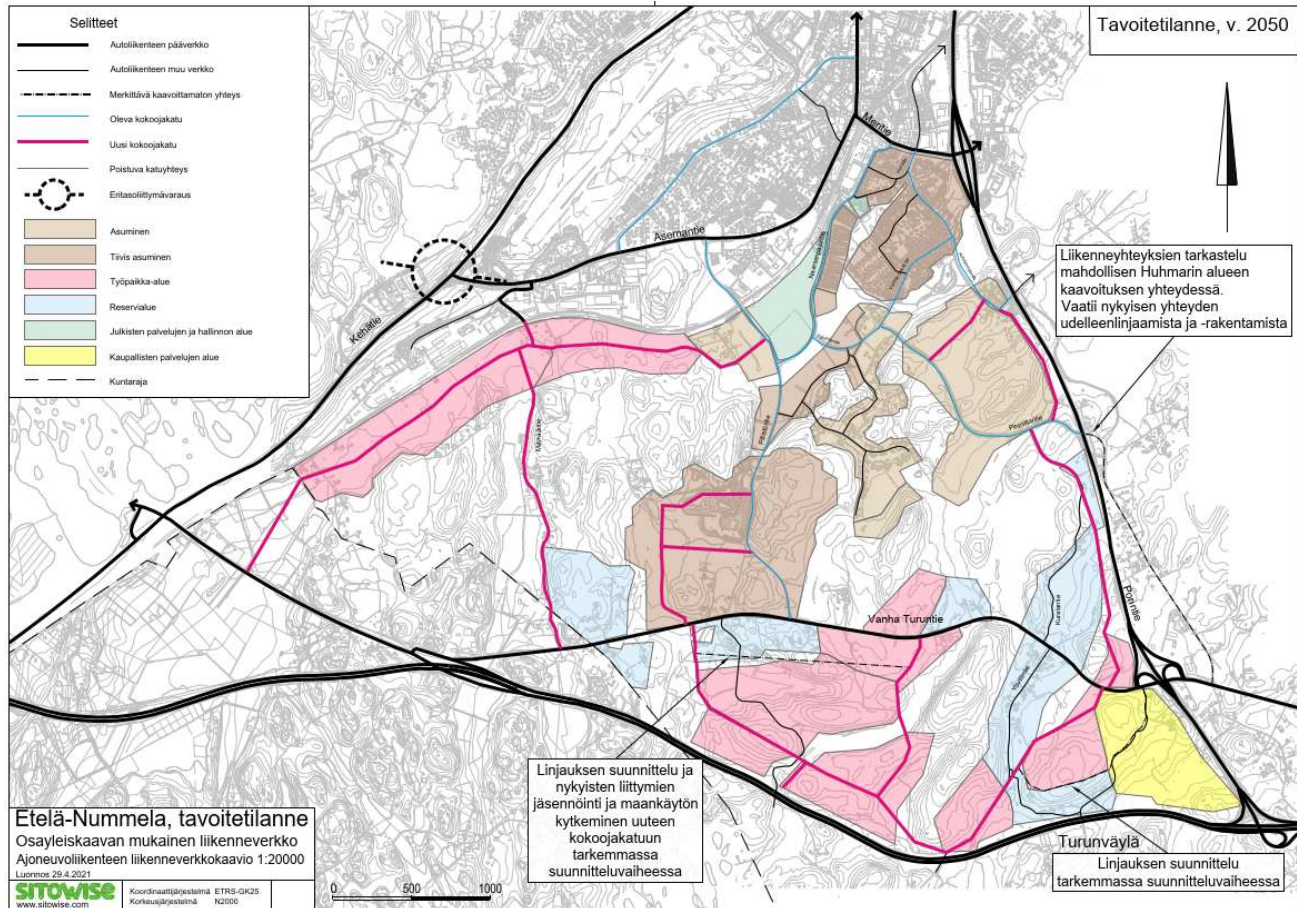 Selitteet
Autoliikenteen pääverkko
Autoliikenteen muu verkko
Merkittävä kaavoittamaton yhteys
Oleva kokoojakatu
Uusi kokoojakatu
Poistuva katuyhteys
Eritasoliittymävaraus
Asuminen
Tiivis asuminen
Työpaikka-alue
Reservialue
Julkisten palvelujen ja hallinnon alue
Kaupallisten palvelujen alue
Kuntaraja
Tavoitetilanne, v. 2050
Meritie
Asemantie
Kehätie
Liikenneyhteyksien tarkastelu
mahdollisen Huhmarin alueen
kaavoituksen yhteydessä.
Vaatii nykyisen yhteyden
udelleenlinjaamista ja -rakentamista
Porintie
Vanha Turuntie
Kuralantie
Linjauksen suunnittelu ja
nykyisten liittymien
jäsennöinti ja maankäytön
kytkeminen uuteen
kokoojakatuun
tarkemmassa
suunnitteluvaiheessa
Turunväylä
Linjauksen suunnittelu
tarkemmassa suunnitteluvaiheessa
Etelä-Nummela, tavoitetilanne
Osayleiskaavan mukainen liikenneverkko
Ajoneuvoliikenteen liikenneverkkokaavio 1:20000
Luonnos 29.4.2021
SITOWISE
www.sitowise.com
Koordinaattijärjestelmä ETRS-GK25
Korkeusjärjestelmä N2000
0 500 1000